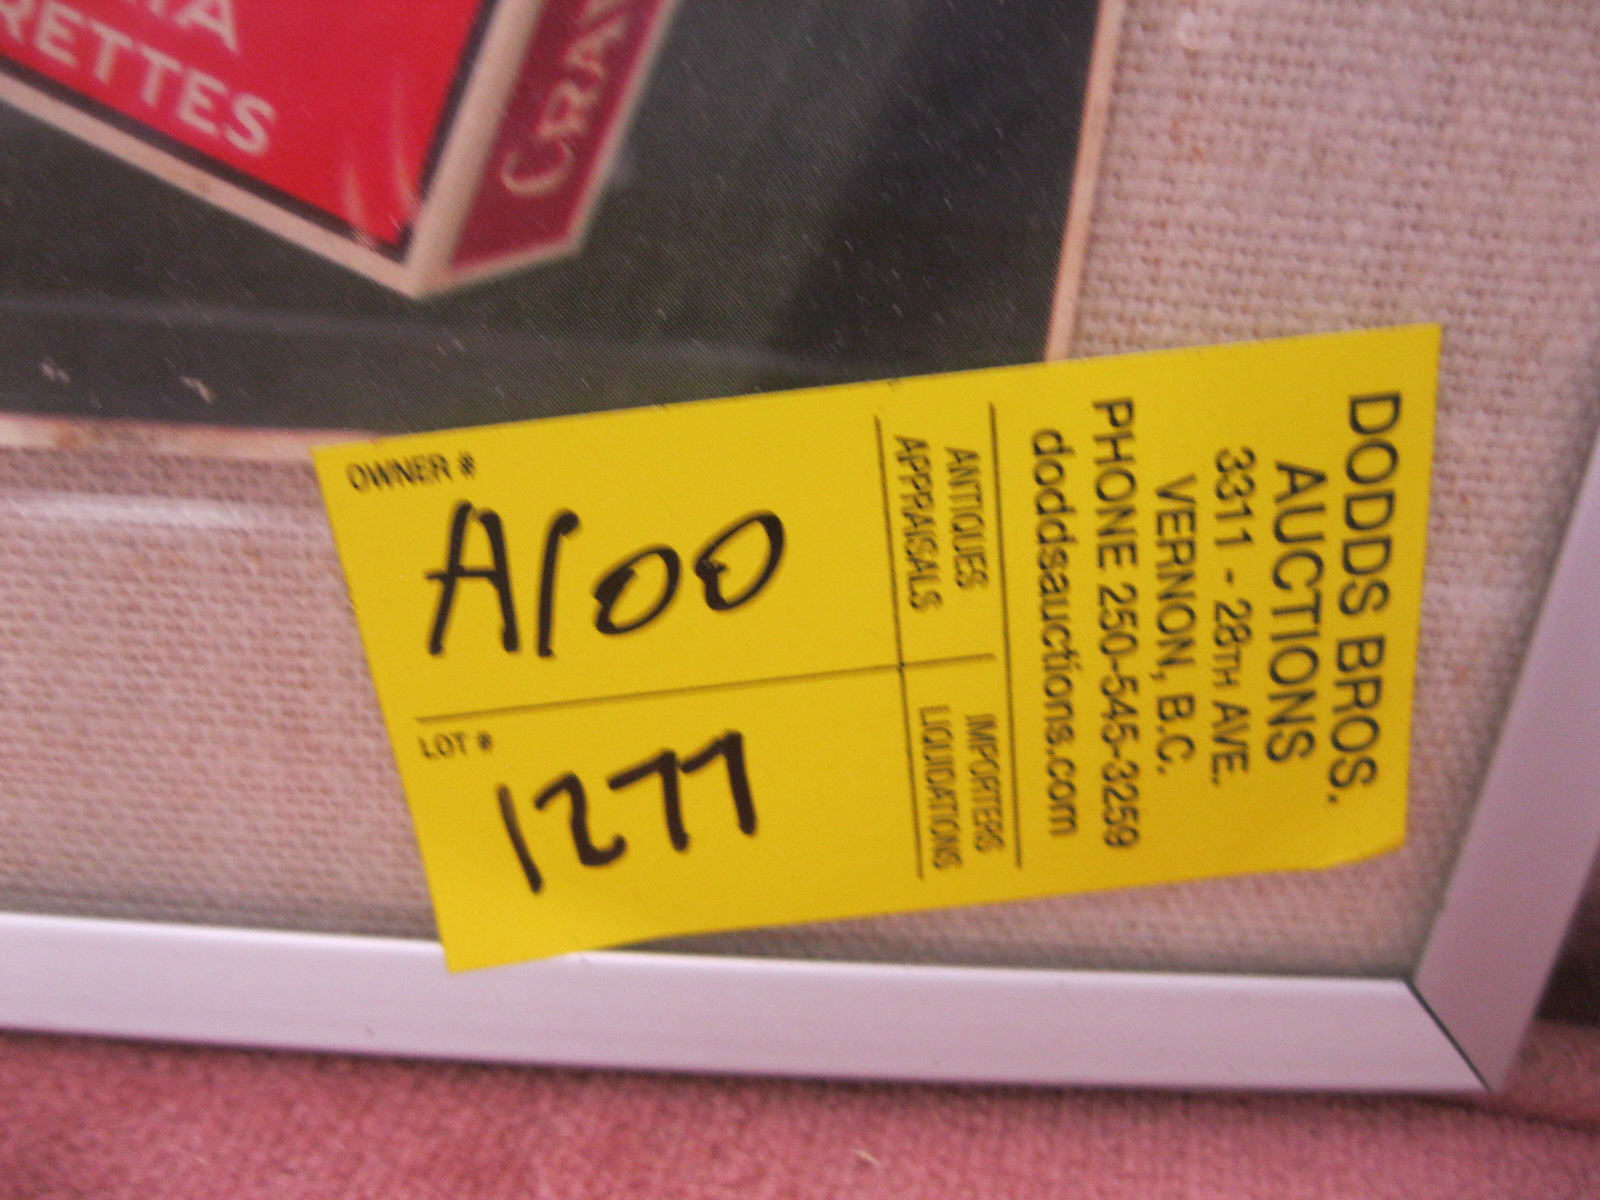 RETTES
CRA
OWNER #
A100
LOT #
1277
ANTIQUES
APPRAISALS
IMPORTERS
LIQUIDATIONS
DODDS BROS.
AUCTIONS
3311 - 28TH AVE.
VERNON, B.C.
PHONE 250-545-3259
doddsauctions.com